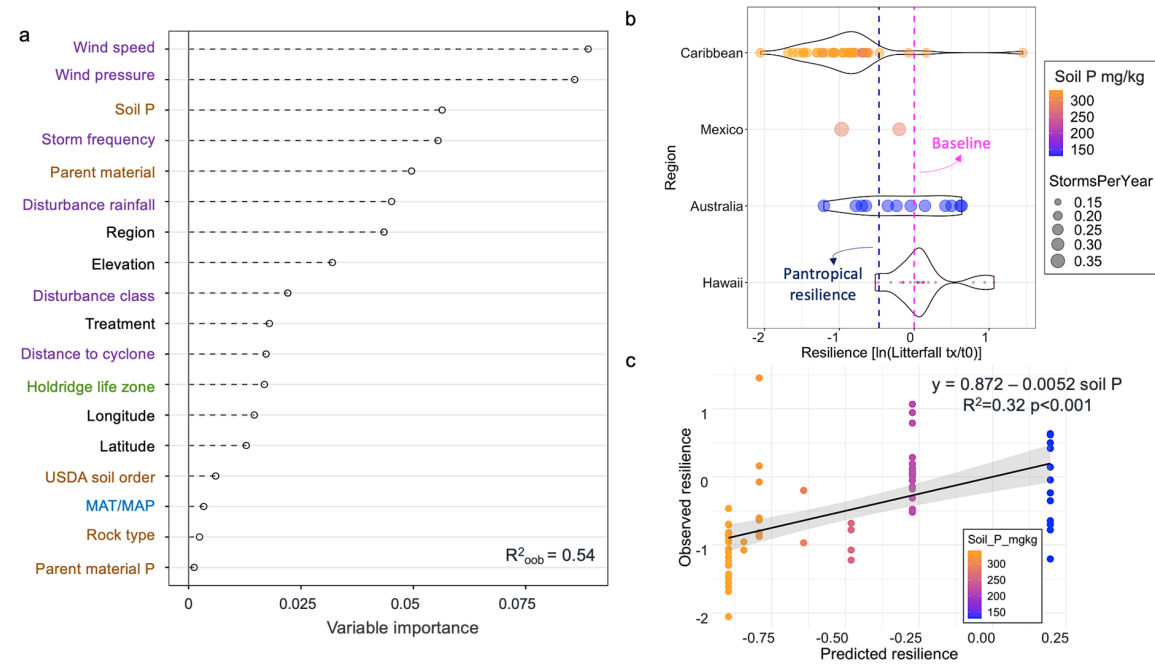 a
Wind speed
Wind pressure
Soil P
Storm frequency
Parent material
Disturbance rainfall
Region
Elevation
Disturbance class
Treatment
Distance to cyclone
Holdridge life zone
Longitude
Latitude
USDA soil order
MAT/MAP
Rock type
Parent material P
R²oob = 0.54
0 0.025 0.05 0.075
Variable importance
b
Region
Caribbean
Mexico
Australia
Hawaii
Baseline
Pantropical
resilience
-2 -1 0 1
Resilience [ln(Litterfall tx/t0)]
Soil P mg/kg
300
250
200
150
StormsPerYear
0.15
0.20
0.25
0.30
0.35
c
y = 0.872 – 0.0052 soil P
R²=0.32 p<0.001
Observed resilience
1
0
-1
-2
Soil_P_mgkg
300
250
200
150
-0.75 -0.50 -0.25 0.00 0.25
Predicted resilience